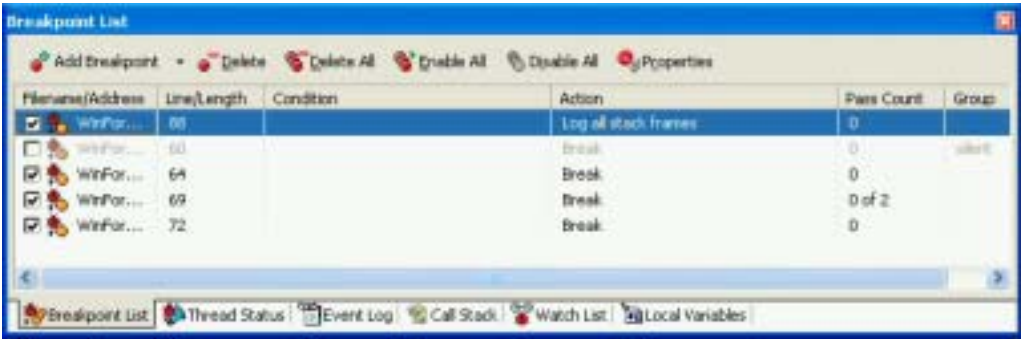 Breakpoint List
Add Breakpoint Delete Delete All Enable All Disable All Properties
Filename/Address Line/Length Condition Action Pass Count Group
WinFor... 88 Log all stack frames 0
WinFor... 60 Break 0 silent
WinFor... 64 Break 0
WinFor... 69 Break 0 of 2
WinFor... 72 Break 0
Breakpoint List Thread Status Event Log Call Stack Watch List Local Variables